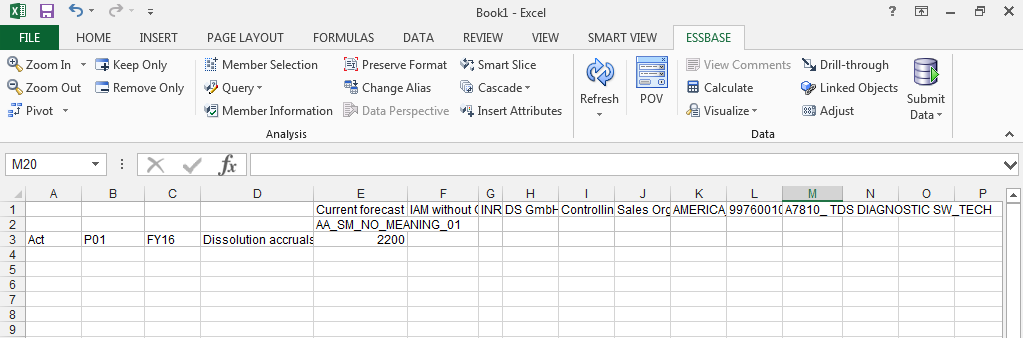 Book1 - Excel
FILE HOME INSERT PAGE LAYOUT FORMULAS DATA REVIEW VIEW SMART VIEW ESSBASE
Zoom In Keep Only Member Selection Preserve Format Smart Slice View Comments Drill-through
Zoom Out Remove Only Query Change Alias Cascade Refresh POV Calculate Linked Objects Submit Data
Pivot Member Information Data Perspective Insert Attributes Visualize Adjust
Analysis Data
M20 fx
A B C D E F G H I J K L M N O P
1 Current forecast IAM without INR DS GmbH Controllin Sales Org AMERICA_ 99760010 A7810_ TDS DIAGNOSTIC SW_TECH
2 AA_SM_NO_MEANING_01
3 Act P01 FY16 Dissolution accruals 2200
4
5
6
7
8
9